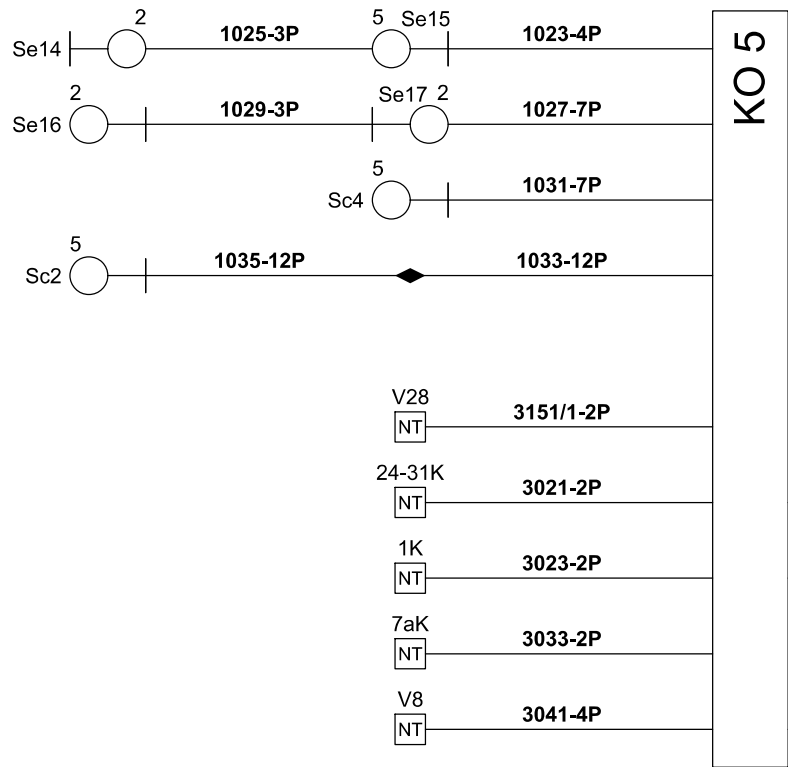 2
5
Se15
Se14
1025-3P
1023-4P
KO 5
2
Se17
2
Se16
1029-3P
1027-7P
5
Sc4
1031-7P
5
Sc2
1035-12P
1033-12P
V28
NT
3151/1-2P
24-31K
NT
3021-2P
1K
NT
3023-2P
7aK
NT
3033-2P
V8
NT
3041-4P